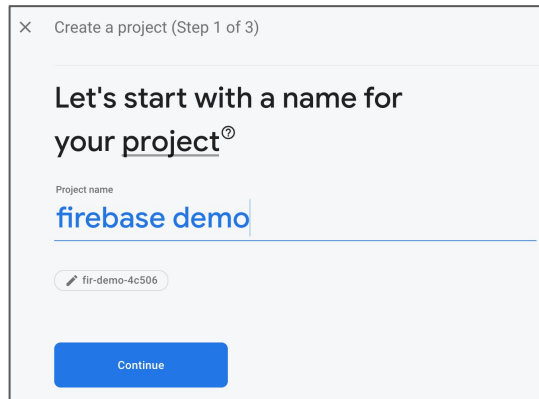 Create a project (Step 1 of 3)
Let's start with a name for
your project
Project name
firebase demo
fir-demo-4c506
Continue